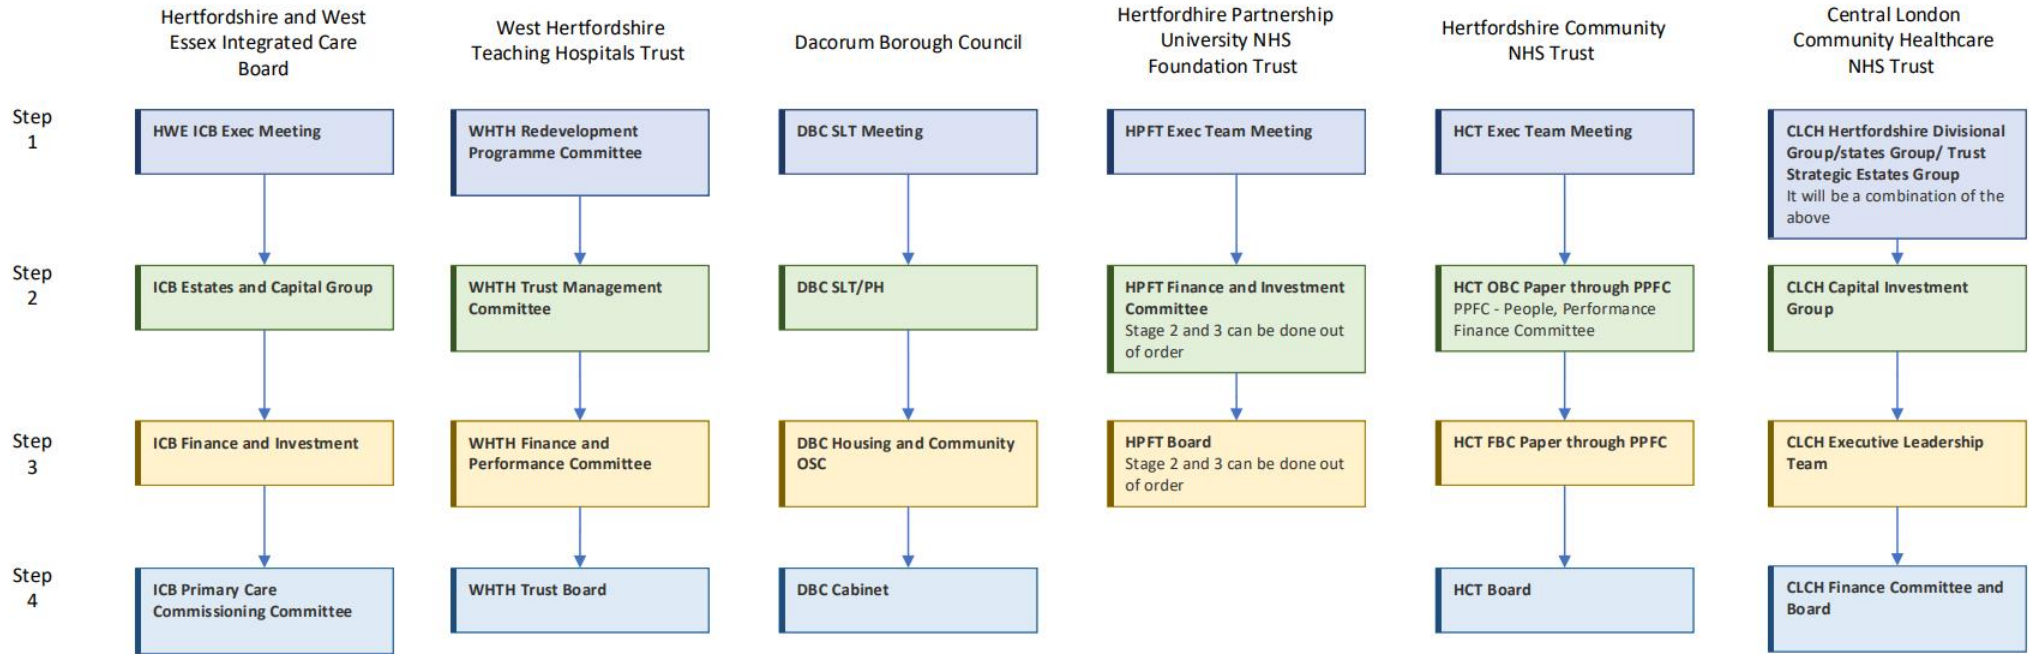 Hertfordshire and West
Essex Integrated Care
Board
West Hertfordshire
Teaching Hospitals Trust
Dacorum Borough Council
Hertfordhire Partnership
University NHS
Foundation Trust
Hertfordshire Community
NHS Trust
Central London
Community Healthcare
NHS Trust
Step
1
HWE ICB Exec Meeting
WHTH Redevelopment
Programme Committee
DBC SLT Meeting
HPFT Exec Team Meeting
HCT Exec Team Meeting
CLCH Hertfordshire Divisional
Group/states Group/ Trust
Strategic Estates Group
It will be a combination of the
above
Step
2
ICB Estates and Capital Group
WHTH Trust Management
Committee
DBC SLT/PH
HPFT Finance and Investment
Committee
Stage 2 and 3 can be done out
of order
HCT OBC Paper through PPFC
PPFC - People, Performance
Finance Committee
CLCH Capital Investment
Group
Step
3
ICB Finance and Investment
WHTH Finance and
Performance Committee
DBC Housing and Community
OSC
HPFT Board
Stage 2 and 3 can be done out
of order
HCT FBC Paper through PPFC
CLCH Executive Leadership
Team
Step
4
ICB Primary Care
Commissioning Committee
WHTH Trust Board
DBC Cabinet
HCT Board
CLCH Finance Committee and
Board